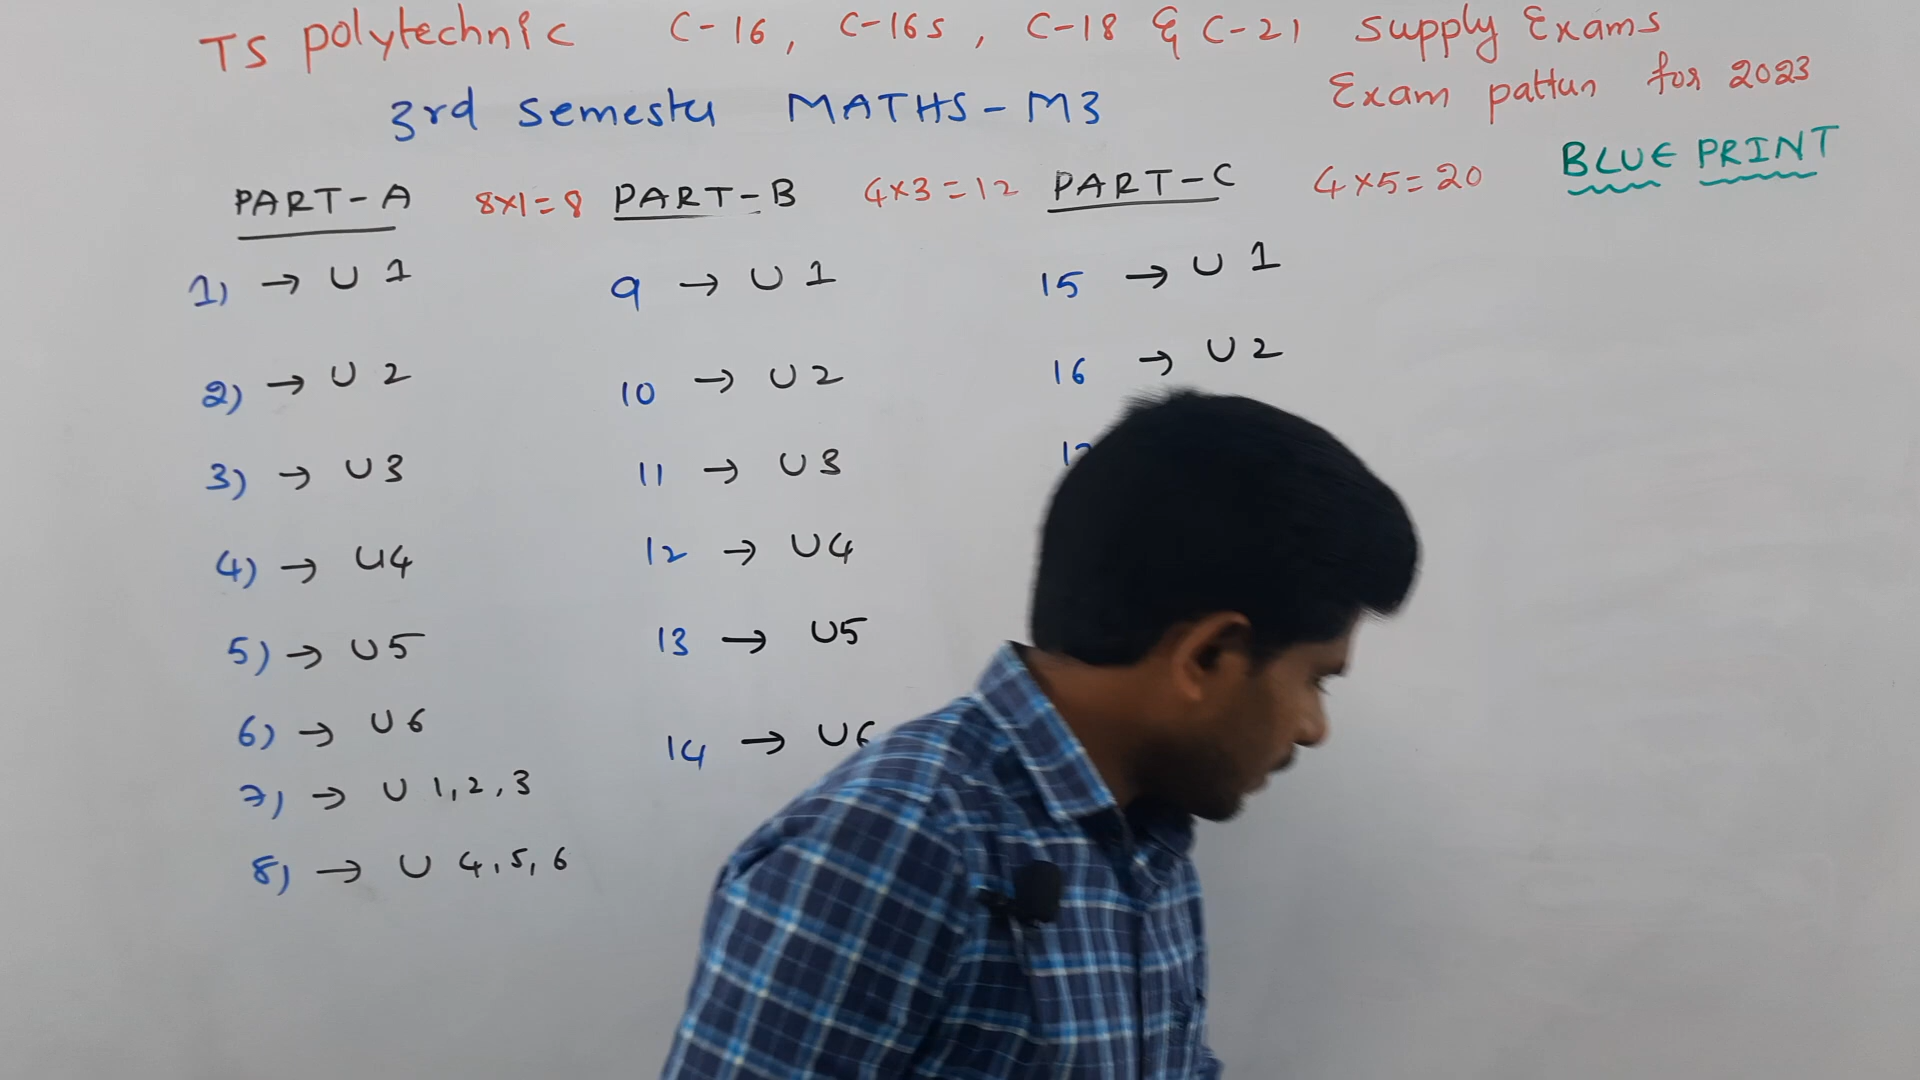 TS polytechnic C-16, C-16S, C-18 & C-21 Supply Exams
Exam pattern for 2023
3rd semester MATHS-M3
BLUE PRINT
PART-A 8x1=8 PART-B 4x3=12 PART-C 4x5=20
1) → U 1 9 → U 1 15 → U 1
2) → U 2 10 → U 2 16 → U 2
3) → U3 11 → U3
4) → U4 12 → U4
5) → U5 13 → U5
6) → U6 14 → U6
7) → U 1,2,3
8) → U 4,5,6